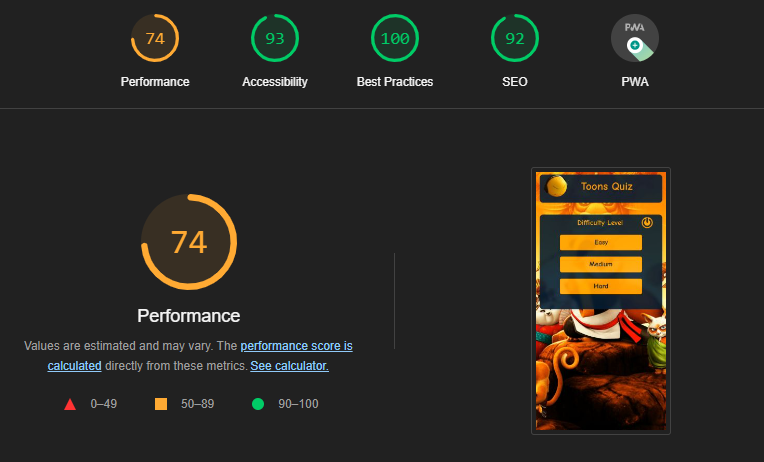 74
93
100
92
PWA
Performance
Accessibility
Best Practices
SEO
PWA
74
Performance
Values are estimated and may vary. The performance score is
calculated directly from these metrics. See calculator.
0–49
50–89
90–100
Toons Quiz
Difficulty Level
Easy
Medium
Hard